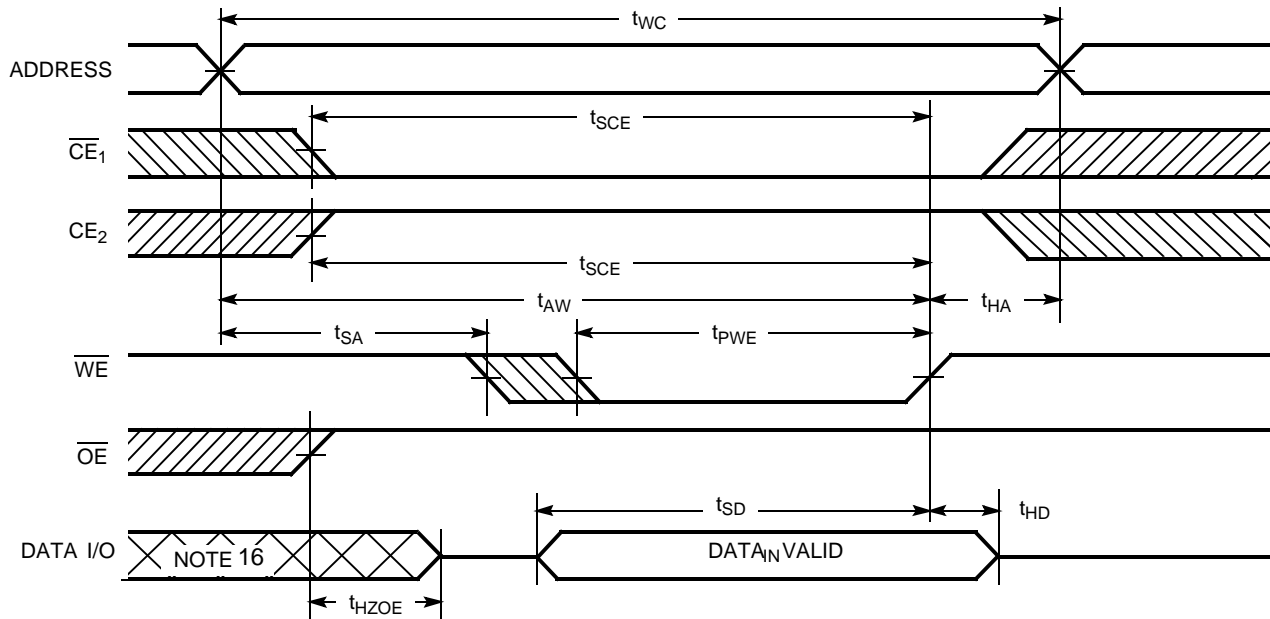 tWC
ADDRESS
tSCE
CE1
CE2
tSCE
tAW
tHA
tSA
tPWE
WE
OE
tSD
tHD
DATA I/O
NOTE 16
DATAIN VALID
tHZOE